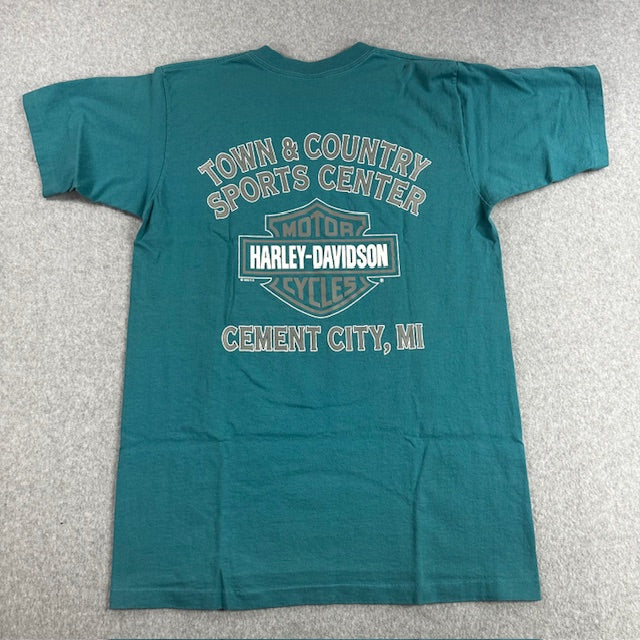 TOWN & COUNTRY
SPORTS CENTER
MOTOR
HARLEY-DAVIDSON
CYCLES
CEMENT CITY, MI